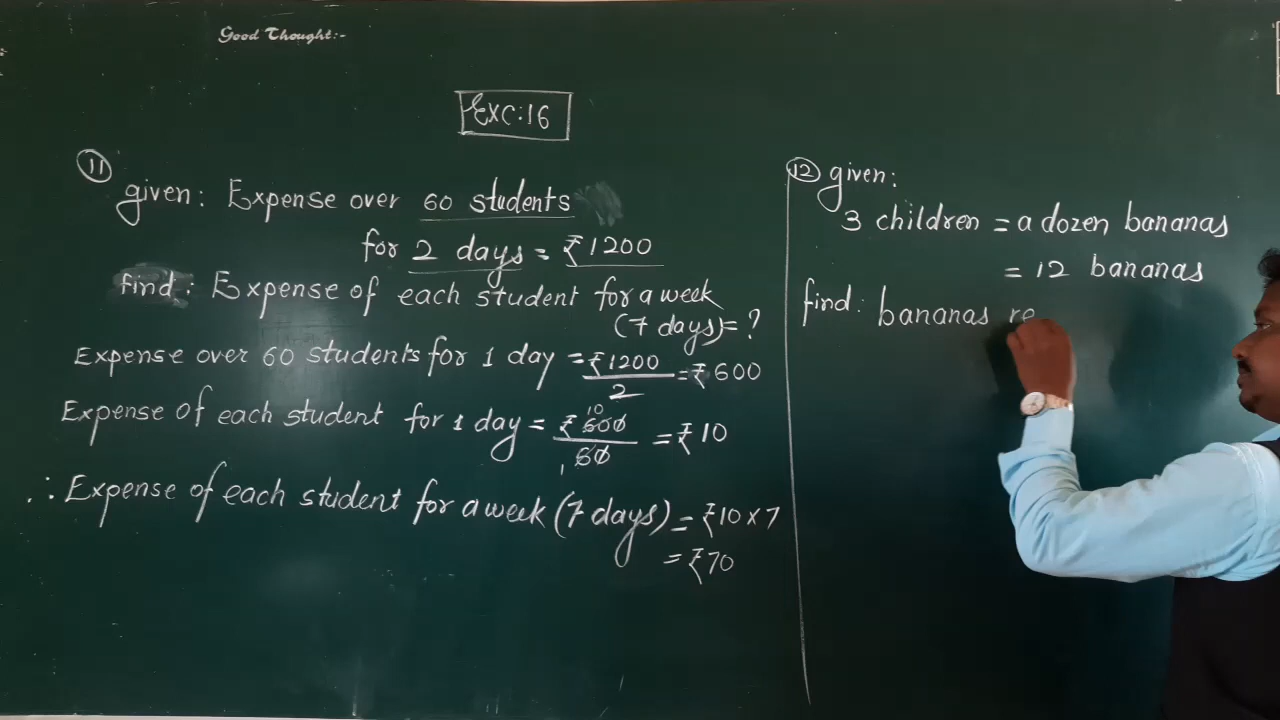 Good Thought:-
Exc:16
11
given: Expense over 60 students
for 2 days = ₹1200
find: Expense of each student for a week
(7 days)= ?
Expense over 60 students for 1 day = ₹1200/2 = ₹600
Expense of each student for 1 day = ₹600/60 = ₹10
10
1
∴ Expense of each student for a week (7 days) = ₹10 x 7
= ₹70
12 given:
3 children = a dozen bananas
= 12 bananas
find: bananas re